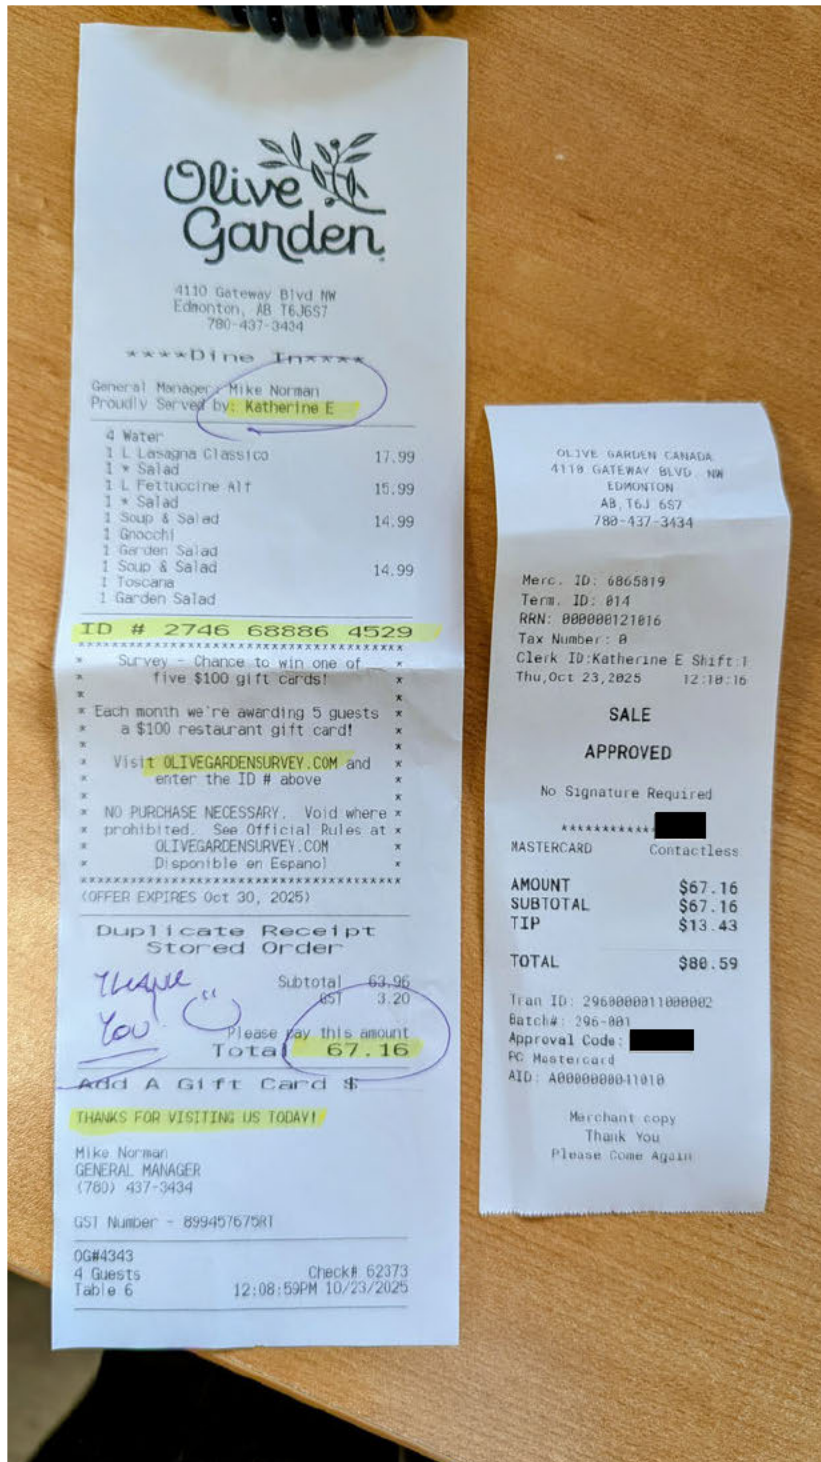 Olive
Garden
4110 Gateway Blvd NW
Edmonton, AB T6J6S7
780-437-3434
****Dine In****
General Manager: Mike Norman
Proudly Served by: Katherine E
4 Water
1 L Lasagna Classico 17.99
1 * Salad
1 L Fettuccine Alf 15.99
1 * Salad
1 Soup & Salad 14.99
1 Gnocchi
1 Garden Salad
1 Soup & Salad 14.99
1 Toscana
1 Garden Salad
ID # 2746 68886 4529
Survey - Chance to win one of
five $100 gift cards!
Each month we're awarding 5 guests
a $100 restaurant gift card!
Visit OLIVEGARDENSURVEY.COM and
enter the ID # above
NO PURCHASE NECESSARY. Void where
prohibited. See Official Rules at
OLIVEGARDENSURVEY.COM
Disponible en Espanol
(OFFER EXPIRES Oct 30, 2025)
Duplicate Receipt
Stored Order
Subtotal 63.96
GST 3.20
THANK
YOU
Please pay this amount
Total 67.16
Add A Gift Card $
THANKS FOR VISITING US TODAY!
Mike Norman
GENERAL MANAGER
(780) 437-3434
GST Number - 899457675RT
OG#4343
4 Guests Check# 62373
Table 6 12:08:59PM 10/23/2025
OLIVE GARDEN CANADA
4110 GATEWAY BLVD. NW
EDMONTON
AB, T6J 6S7
780-437-3434
Merc. ID: 6865819
Term. ID: 014
RRN: 000000121016
Tax Number: 0
Clerk ID:Katherine E Shift:1
Thu,Oct 23,2025 12:10:16
SALE
APPROVED
No Signature Required
************
MASTERCARD Contactless
AMOUNT $67.16
SUBTOTAL $67.16
TIP $13.43
TOTAL $80.59
Tran ID: 2960000011000002
Batch#: 296-001
Approval Code:
PC Mastercard
AID: A0000000041010
Merchant copy
Thank You
Please Come Again